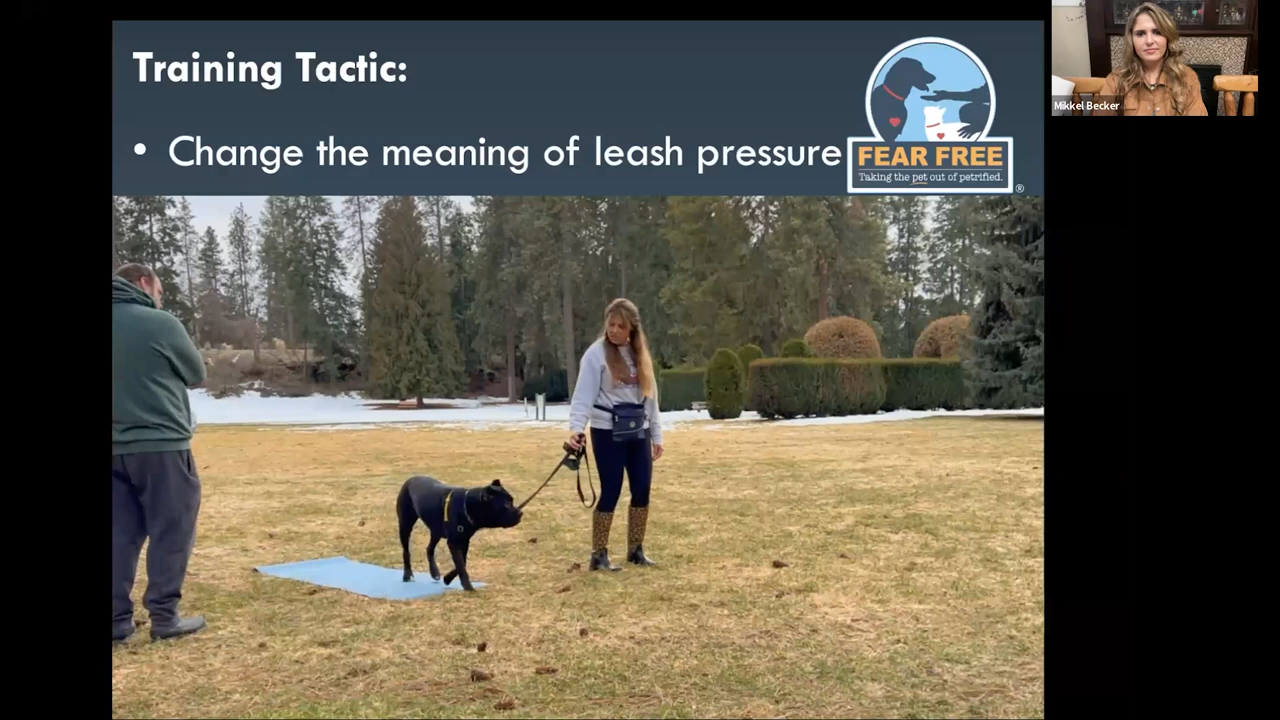 Training Tactic:
• Change the meaning of leash pressure
FEAR FREE
Taking the pet out of petrified.
®
Mikkel Becker